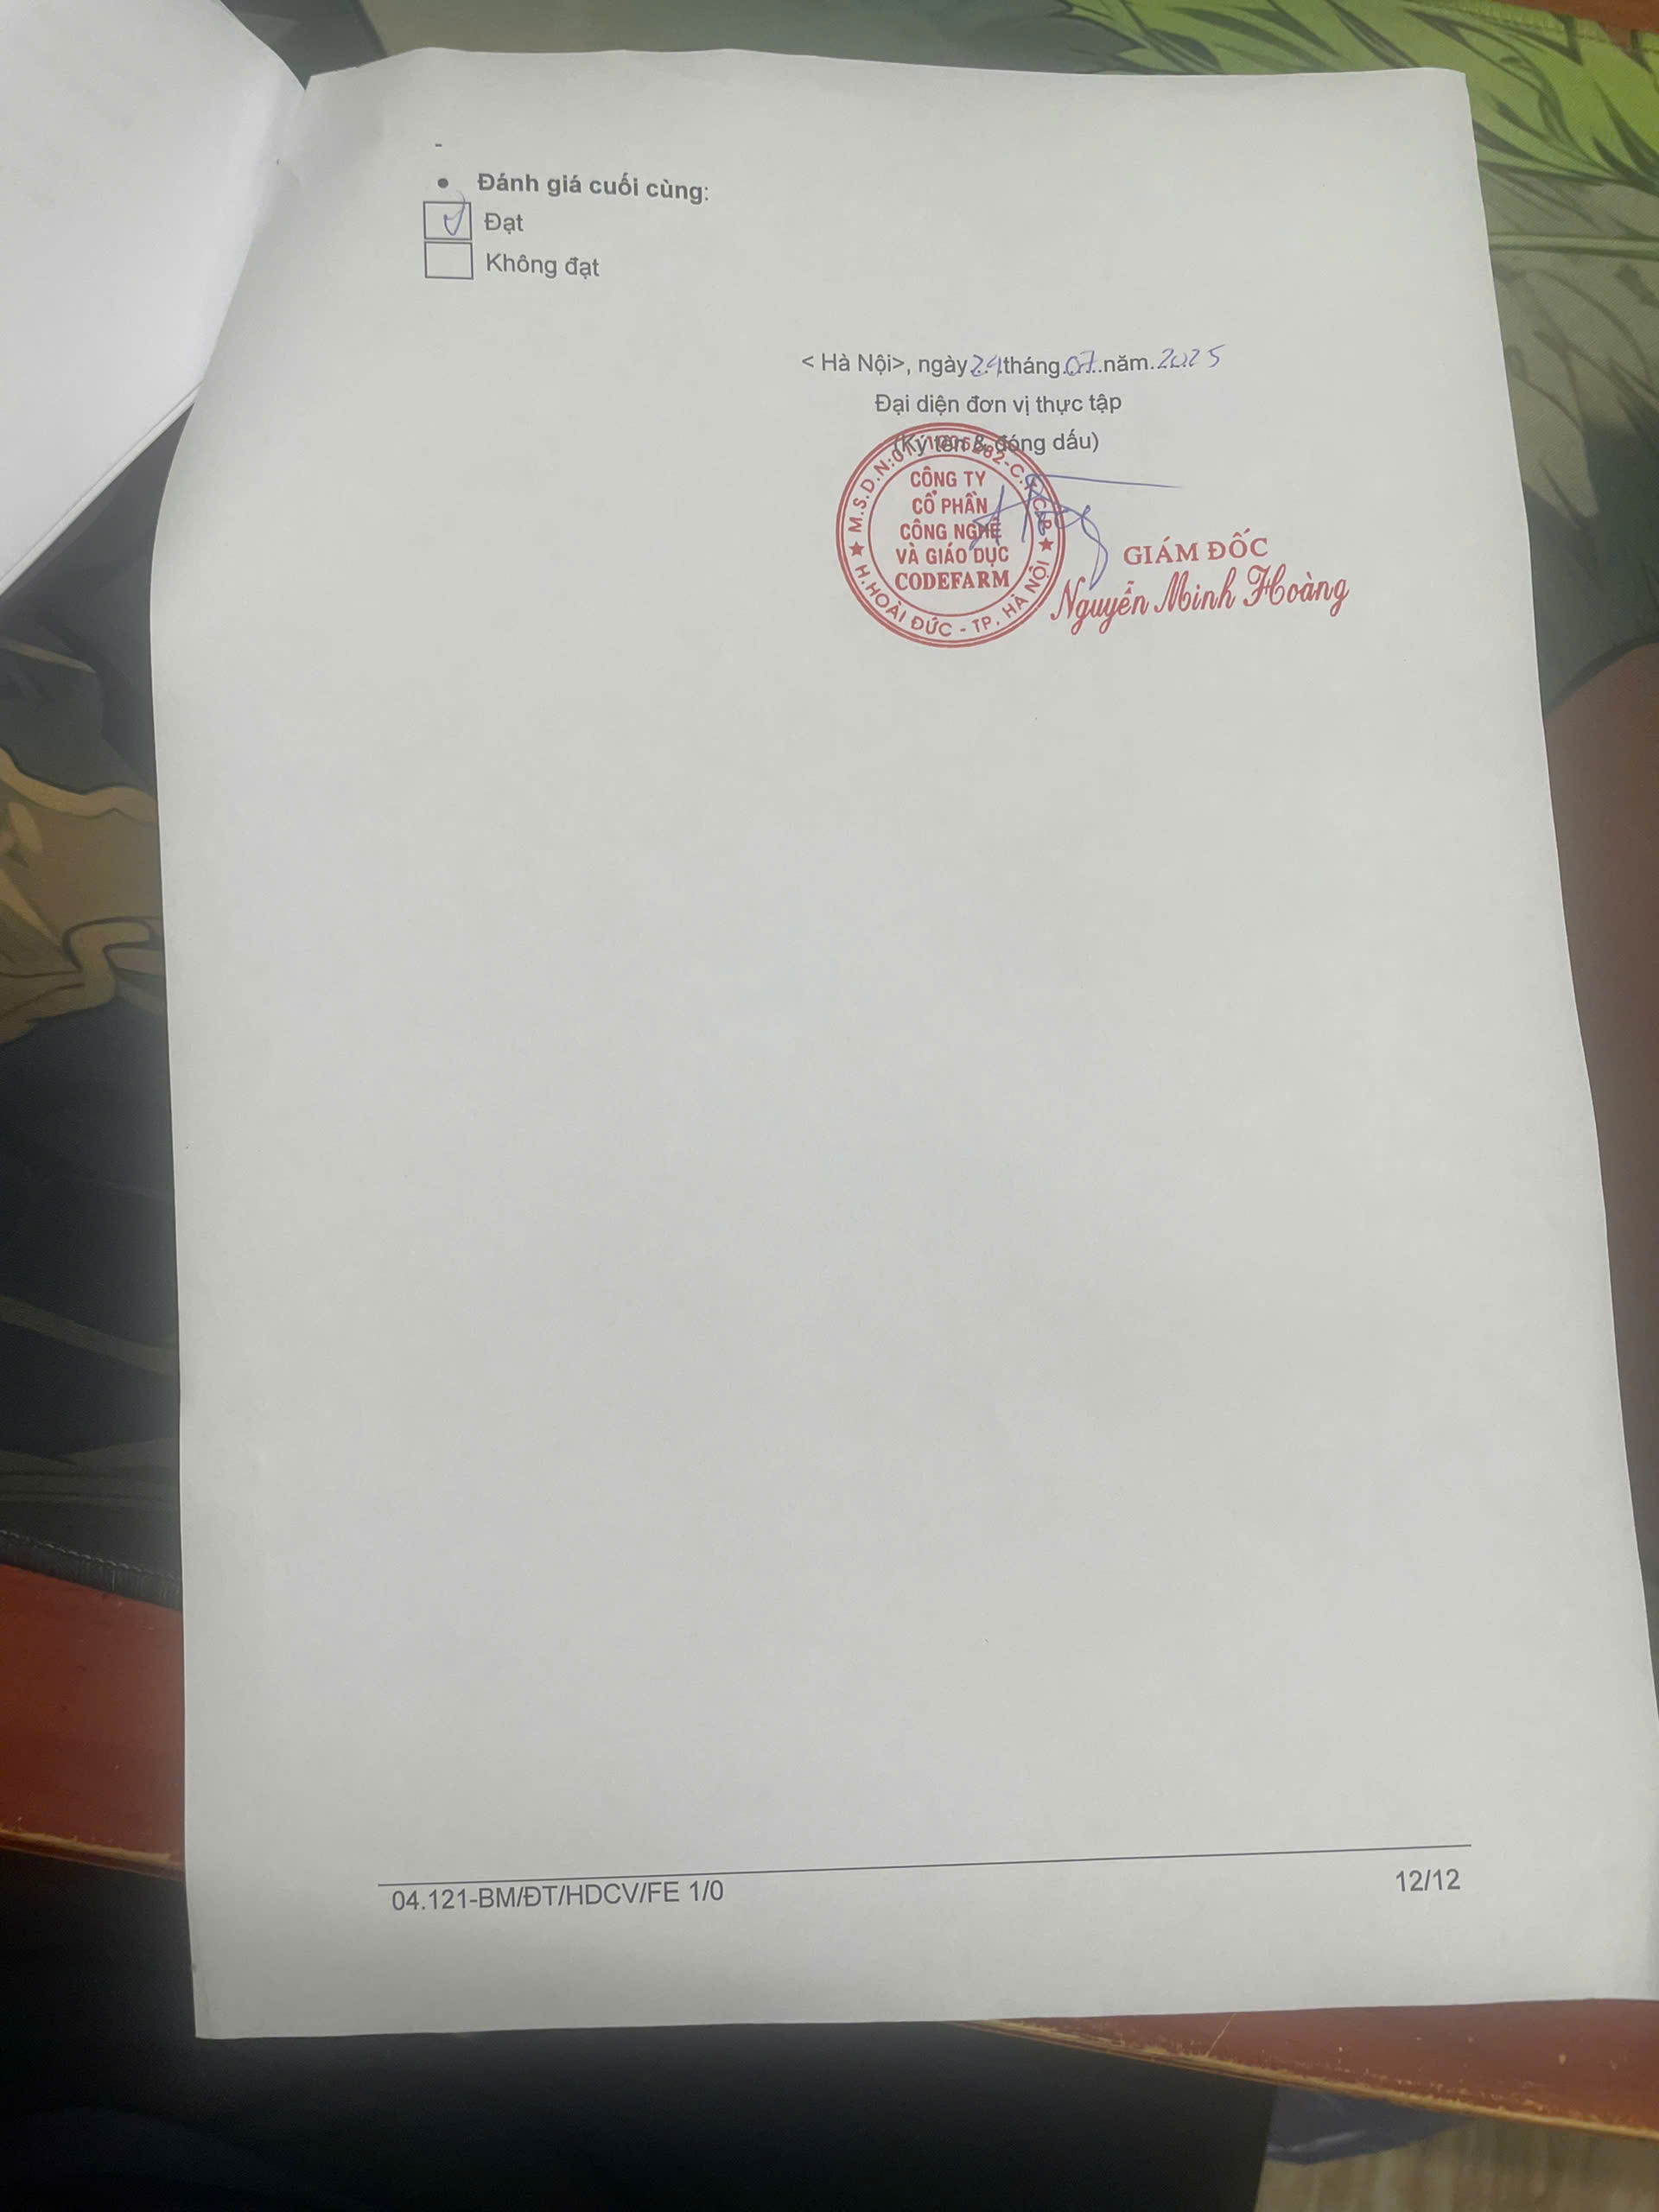 -
• Đánh giá cuối cùng:
Đạt
Không đạt
< Hà Nội>, ngày 24 tháng.07..năm.2025
Đại diện đơn vị thực tập
(Ký tên & đóng dấu)
M.S.D.N:
CÔNG TY
CỔ PHẦN
CÔNG NGHỆ
VÀ GIÁO DỤC
CODEFARM
H.HOÀI ĐỨC - TP. HÀ NỘI
GIÁM ĐỐC
Nguyễn Minh Hoàng
04.121-BM/ĐT/HDCV/FE 1/0
12/12